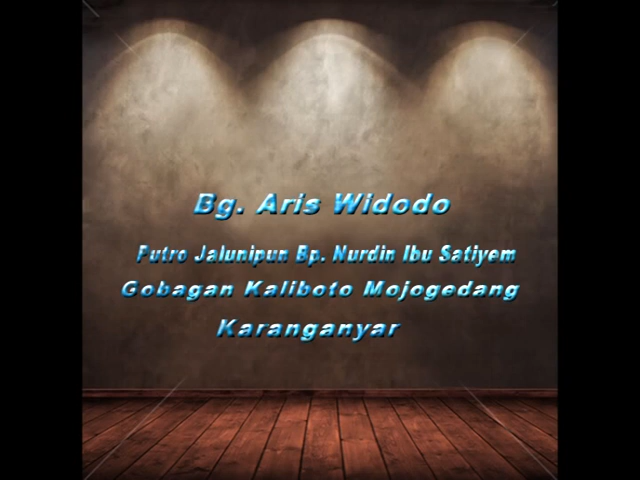 Bg. Aris Widodo
Putro Jalunipun Bp. Nurdin Ibu Satiyem
Gobagan Kaliboto Mojogedang
Karanganyar